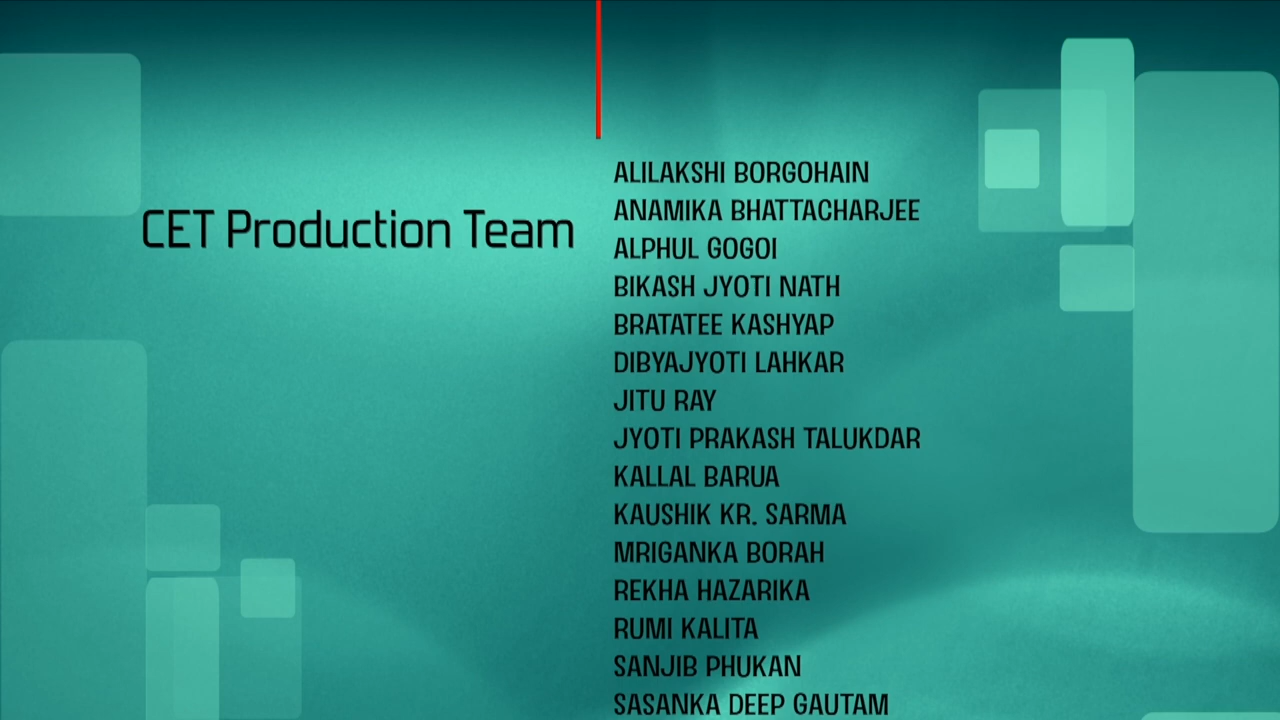 CET Production Team
ALILAKSHI BORGOHAIN
ANAMIKA BHATTACHARJEE
ALPHUL GOGOI
BIKASH JYOTI NATH
BRATATEE KASHYAP
DIBYAJYOTI LAHKAR
JITU RAY
JYOTI PRAKASH TALUKDAR
KALLAL BARUA
KAUSHIK KR. SARMA
MRIGANKA BORAH
REKHA HAZARIKA
RUMI KALITA
SANJIB PHUKAN
SASANKA DEEP GAUTAM